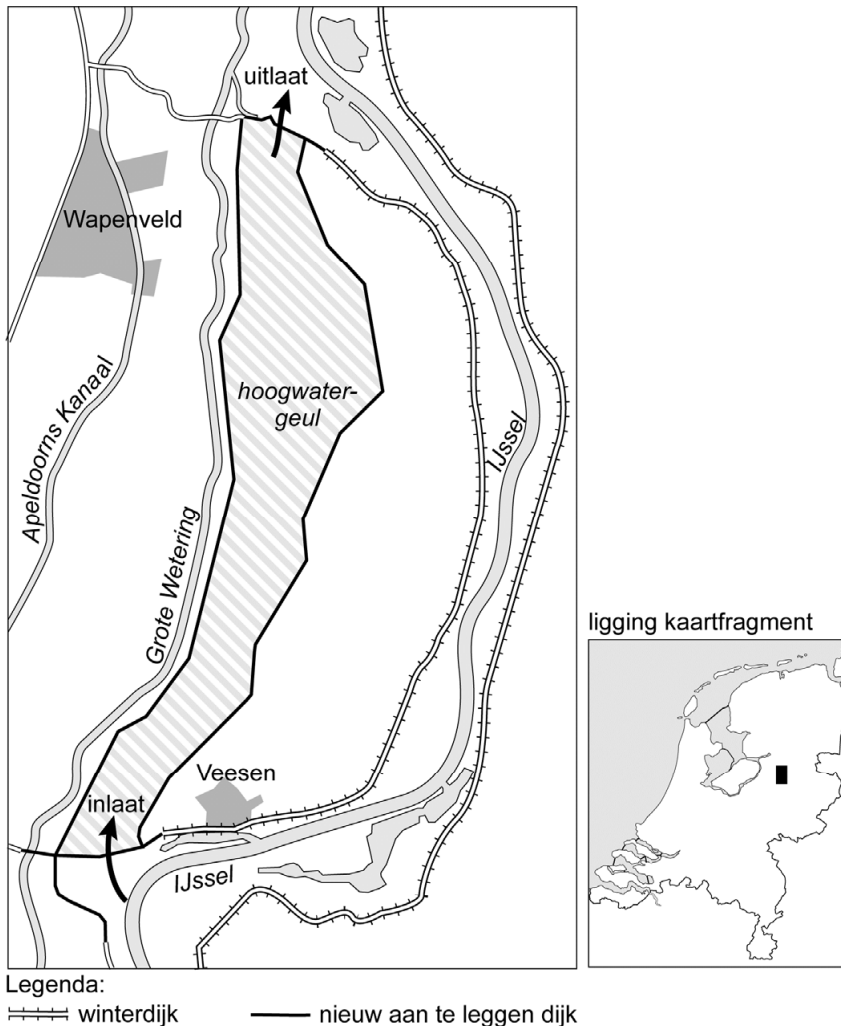 uitlaat
Wapenveld
hoogwater-
geul
Apeldoorns Kanaal
Grote Wetering
IJssel
Veesen
inlaat
IJssel
ligging kaartfragment
Legenda:
winterdijk
nieuw aan te leggen dijk